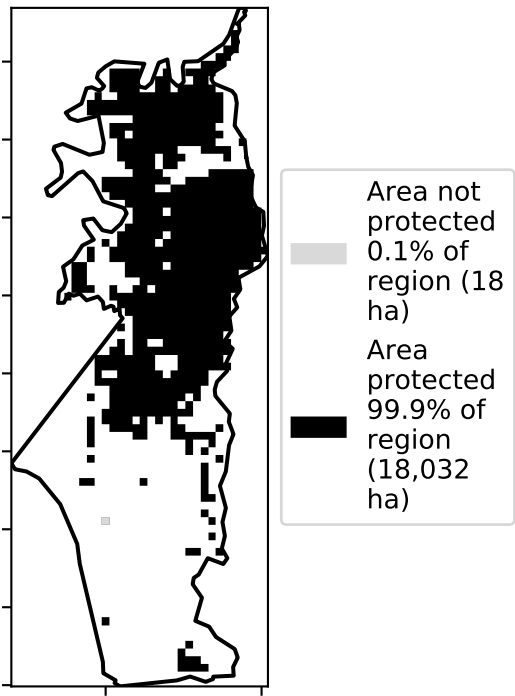 Area not
protected
0.1% of
region (18
ha)
Area
protected
99.9% of
region
(18,032
ha)